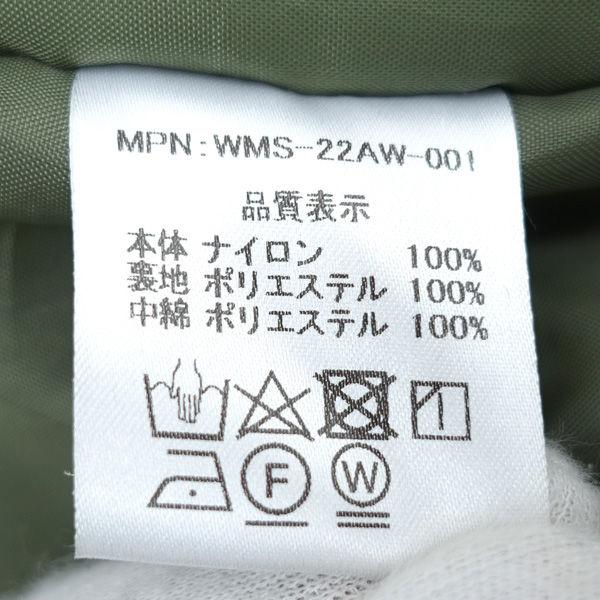 MPN:WMS-22AW-001
品質表示
本体 ナイロン 100%
裏地 ポリエステル 100%
中綿 ポリエステル 100%
F W